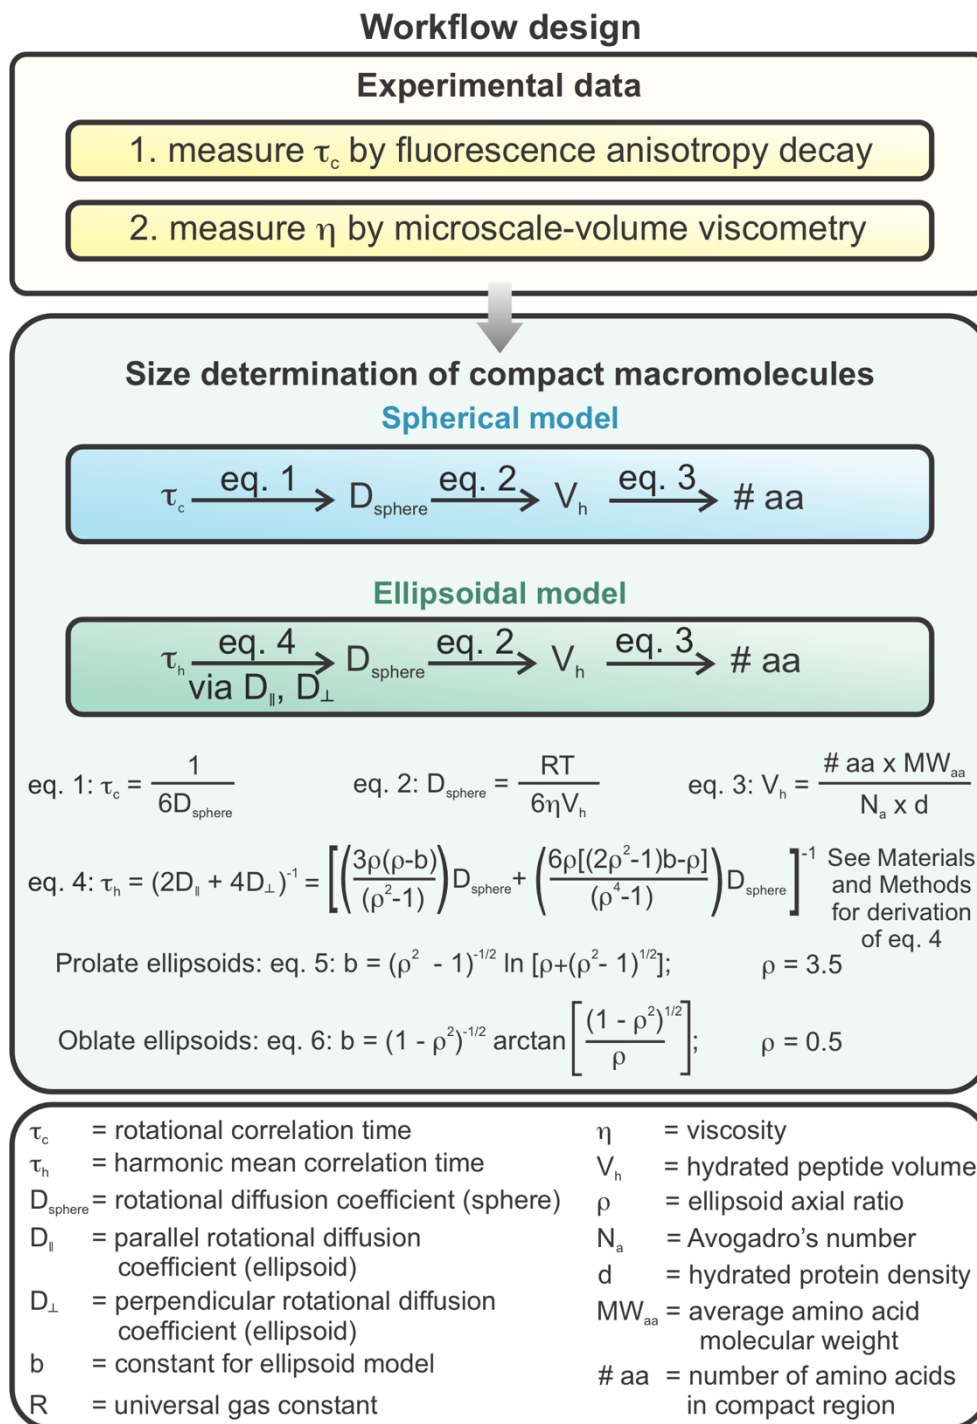 Workflow design
Experimental data
1. measure τc by fluorescence anisotropy decay
2. measure η by microscale-volume viscometry
Size determination of compact macromolecules
Spherical model
τc eq. 1 Dsphere eq. 2 Vh eq. 3 # aa
Ellipsoidal model
τh eq. 4 via D∥, D⊥ Dsphere eq. 2 Vh eq. 3 # aa
eq. 1: τc = 1 / 6Dsphere
eq. 2: Dsphere = RT / 6ηVh
eq. 3: Vh = # aa x MWaa / Na x d
eq. 4: τh = (2D∥ + 4D⊥)⁻¹ = [(3ρ(ρ-b) / (ρ²-1)) Dsphere + (6ρ[(2ρ²-1)b-ρ] / (ρ⁴-1)) Dsphere]⁻¹
See Materials
and Methods
for derivation
of eq. 4
Prolate ellipsoids: eq. 5: b = (ρ² - 1)⁻¹/² ln [ρ+(ρ²- 1)¹/²]; ρ = 3.5
Oblate ellipsoids: eq. 6: b = (1 - ρ²)⁻¹/² arctan [(1 - ρ²)¹/² / ρ]; ρ = 0.5
τc = rotational correlation time
τh = harmonic mean correlation time
Dsphere = rotational diffusion coefficient (sphere)
D∥ = parallel rotational diffusion
coefficient (ellipsoid)
D⊥ = perpendicular rotational diffusion
coefficient (ellipsoid)
b = constant for ellipsoid model
R = universal gas constant
η = viscosity
Vh = hydrated peptide volume
ρ = ellipsoid axial ratio
Na = Avogadro's number
d = hydrated protein density
MWaa = average amino acid
molecular weight
# aa = number of amino acids
in compact region